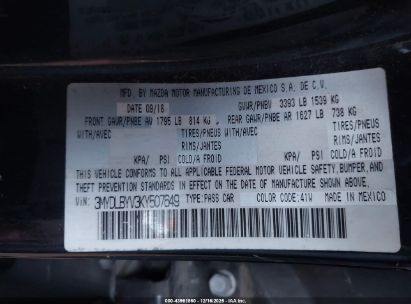 MFD. BY MAZDA MOTOR MANUFACTURING DE MEXICO S.A. DE C.V.
DATE 08/18 GVWR/PNBV 3393 LB 1539 KG
FRONT GAWR/PNBE AV 1795 LB 814 KG REAR GAWR/PNBE AR 1627 LB 738 KG
WITH/AVEC TIRES/PNEUS WITH/AVEC TIRES/PNEUS
RIMS/JANTES RIMS/JANTES
KPA/ PSI COLD/A FROID KPA/ PSI COLD/A FROID
THIS VEHICLE CONFORMS TO ALL APPLICABLE FEDERAL MOTOR VEHICLE SAFETY, BUMPER, AND
THEFT PREVENTION STANDARDS IN EFFECT ON THE DATE OF MANUFACTURE SHOWN ABOVE.
VIN: 3MYDLBYV3KY507649 TYPE: PASS CAR COLOR CODE: 41W MADE IN MEXICO